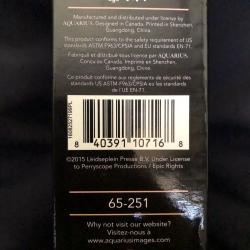 Manufactured and distributed under license by
AQUARIUS. Designed in Canada. Printed in Shenzhen,
Guangdong, China.
This product conforms to the safety requirement of US
standards ASTM F963/CPSIA and EU standards EN-71.
Fabriqué et distribué sous licence par
AQUARIUS. Conçu au Canada. Imprimé en Shenzhen,
Guangdong, China.
Ce produit conforme aux règlements de sécurité des
standards US ASTM F963/CPSIA et aux standards
de l'UE EN-71.
8 40391 10716 8
©2015 Leidseplein Presse B.V. Under License
to Perryscope Productions / Epic Rights
65-251
Why not visit our website?
Visitez-nous à
www.aquariusimages.com